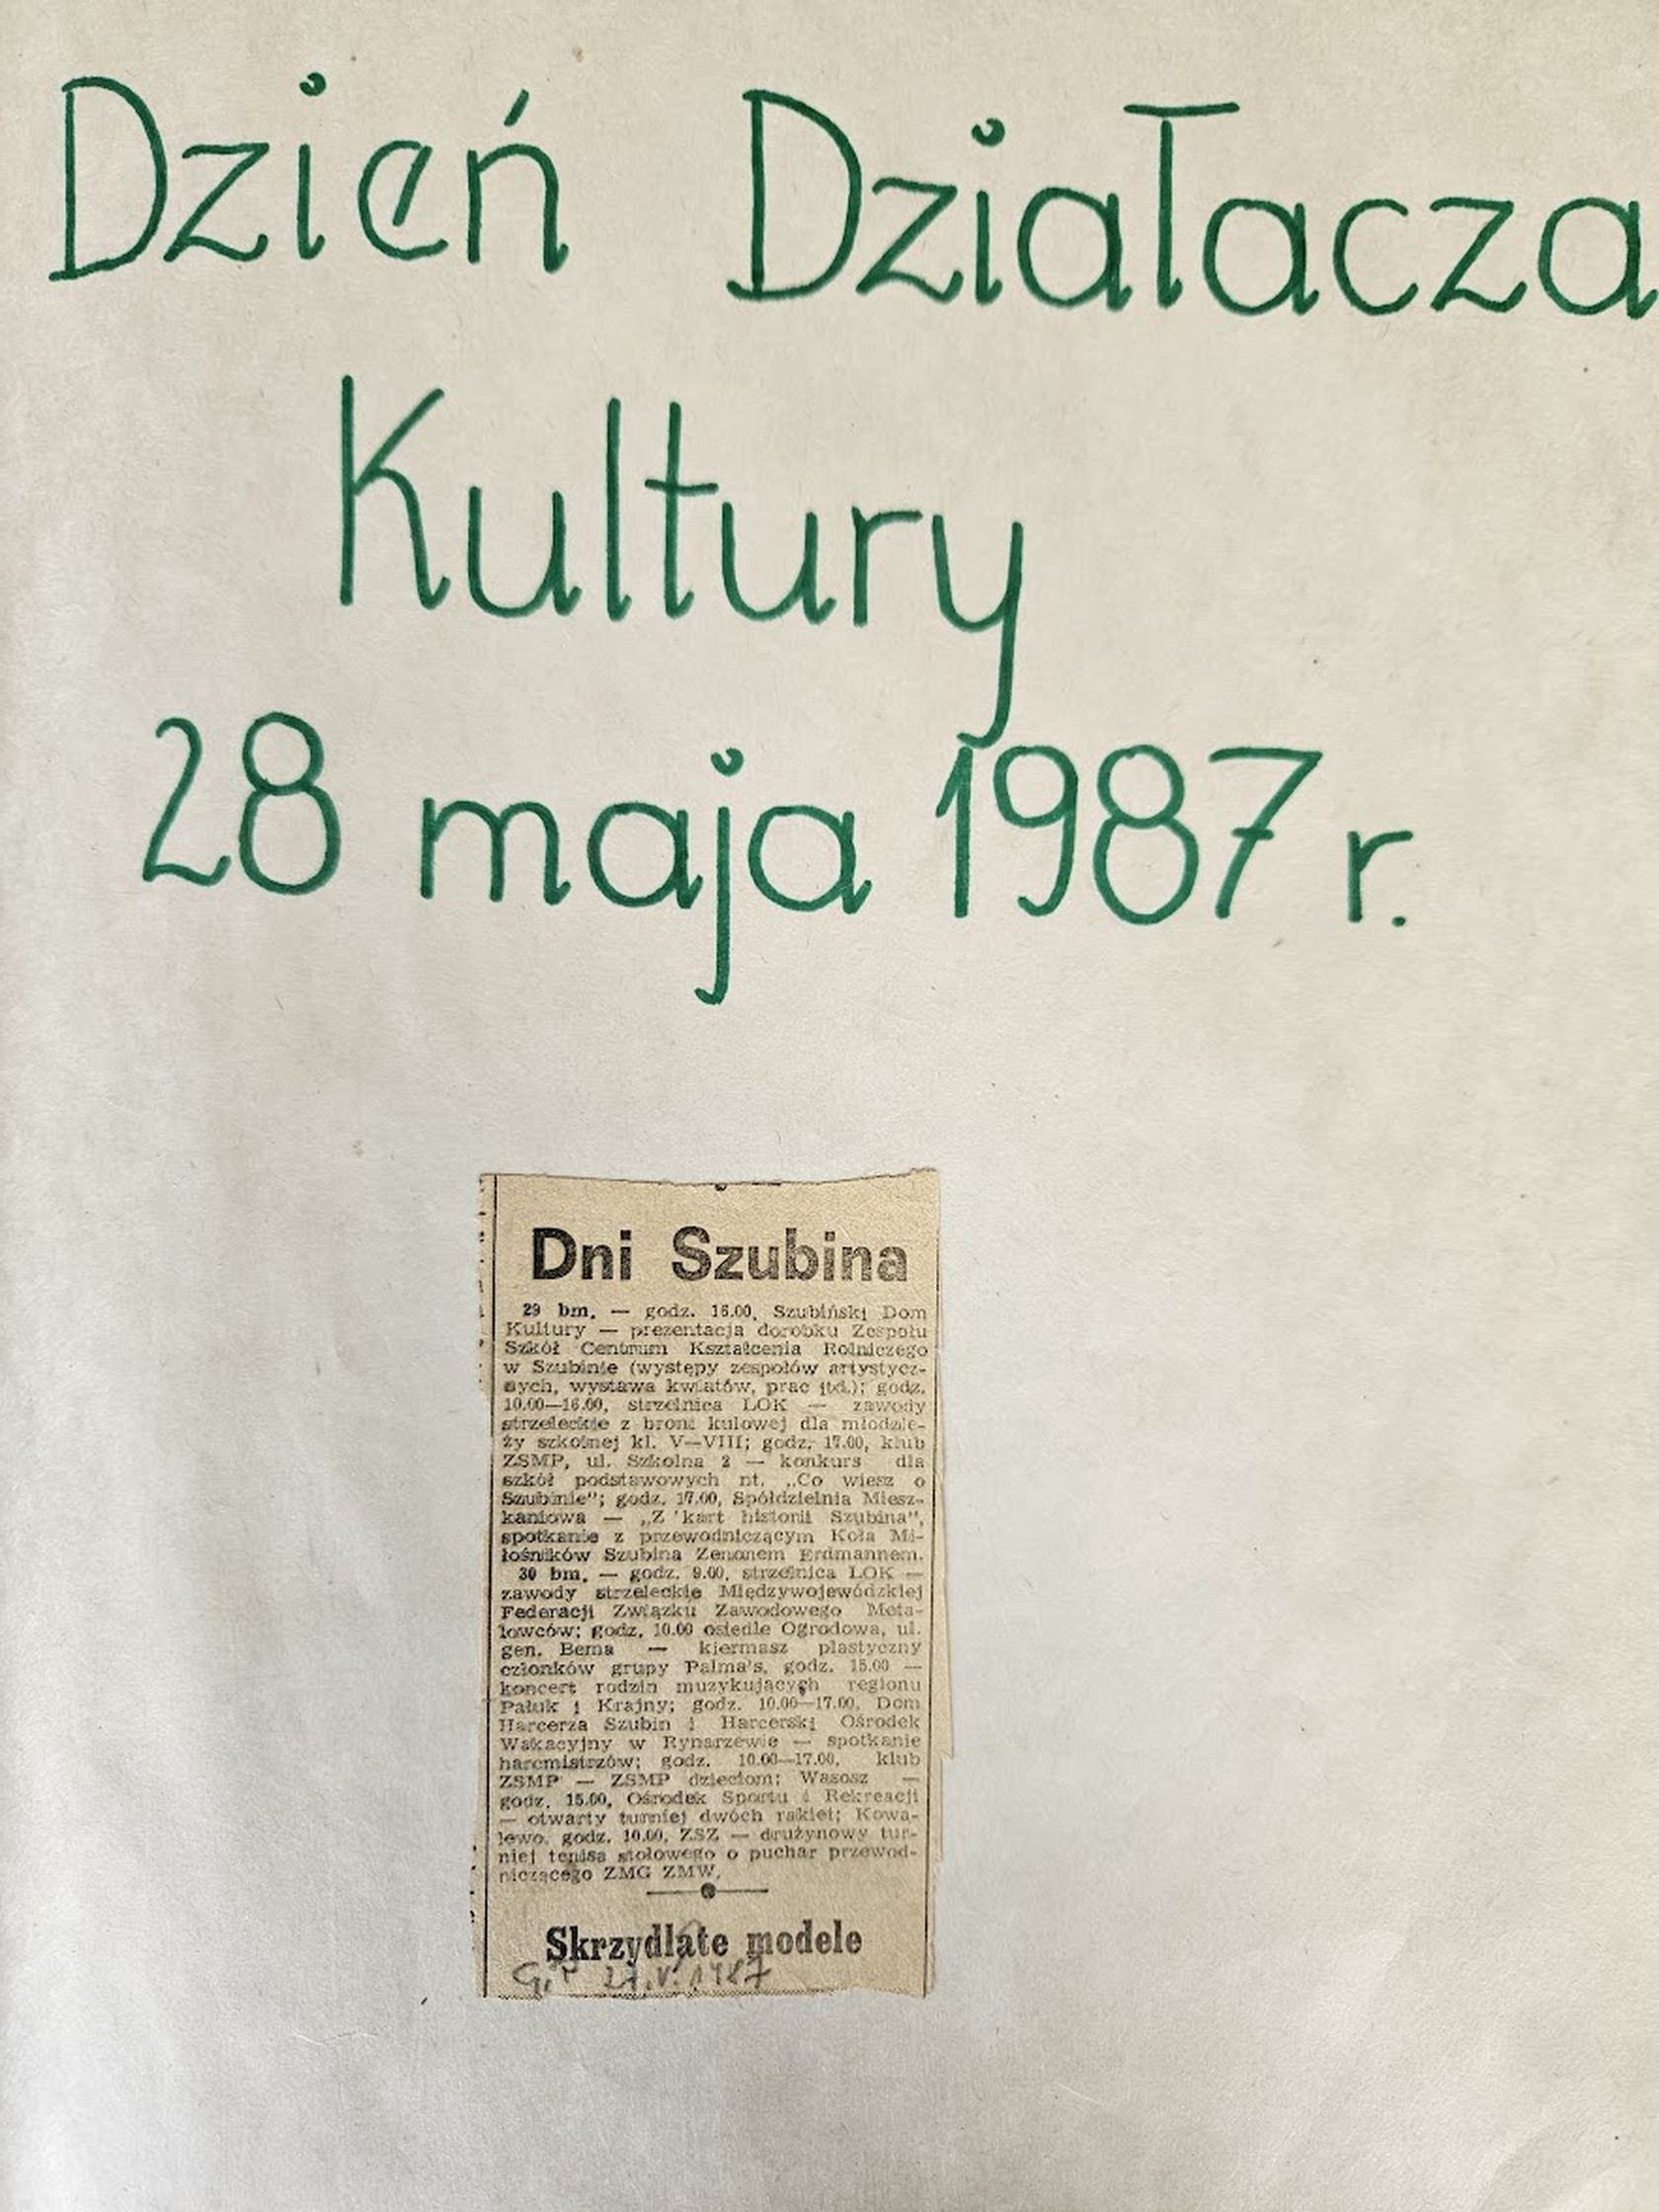 Dzień Działacza
Kultury
28 maja 1987 r.
Dni Szubina
29 bm. — godz. 16.00, Szubiński Dom
Kultury — prezentacja dorobku Zespołu
Szkół Centrum Kształcenia Rolniczego
w Szubinie (występy zespołów artystycz-
nych, wystawa kwiatów, prac itd.); godz.
10.00—16.00, strzelnica LOK — zawody
strzeleckie z broni kulowej dla młodzie-
ży szkolnej kl. V—VIII; godz. 17.00, klub
ZSMP, ul. Szkolna 2 — konkurs dla
szkół podstawowych nt. „Co wiesz o
Szubinie"; godz. 17.00, Spółdzielnia Miesz-
kaniowa — „Z kart historii Szubina",
spotkanie z przewodniczącym Koła Mi-
łośników Szubina Zenonem Erdmannem.
30 bm. — godz. 9.00, strzelnica LOK —
zawody strzeleckie Międzywojewódzkiej
Federacji Związku Zawodowego Meta-
lowców; godz. 10.00 osiedle Ogrodowa, ul.
gen. Bema — kiermasz plastyczny
członków grupy Palma's, godz. 15.00 —
koncert rodzin muzykujących regionu
Pałuk i Krajny; godz. 10.00—17.00, Dom
Harcerza Szubin i Harcerski Ośrodek
Wakacyjny w Rynarzewie — spotkanie
harcmistrzów; godz. 10.00—17.00, klub
ZSMP — ZSMP dzieciom; Wąsosz —
godz. 15.00, Ośrodek Sportu i Rekreacji
— otwarty turniej dwóch rakiet; Kowa-
lewo, godz. 10.00, ZSZ — drużynowy tur-
niej tenisa stołowego o puchar przewod-
niczącego ZMG ZMW.
Skrzydlate modele
V. 1987